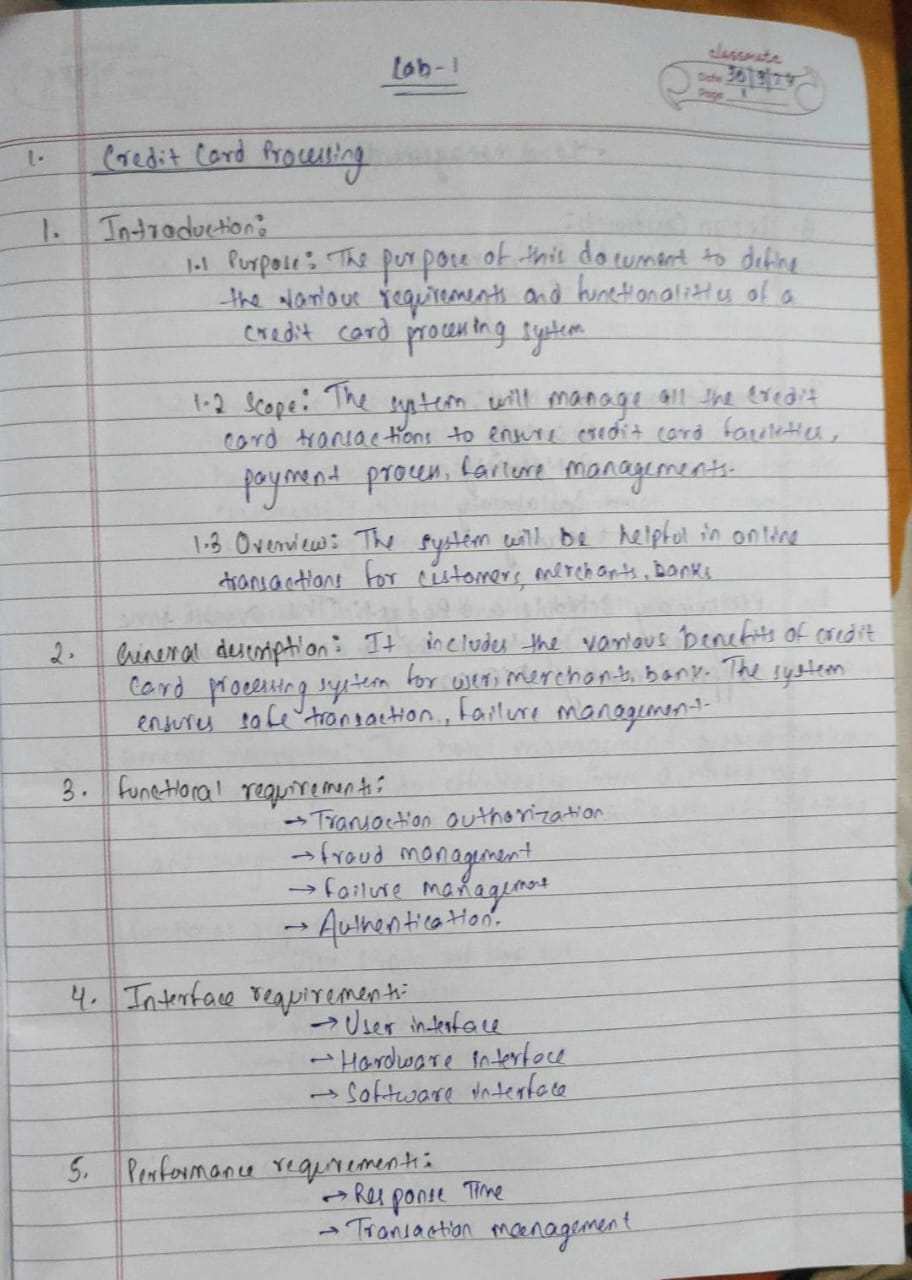 Lab-1
classmate
Date 30/9/24
Page 1
1. Credit Card Processing
1. Introduction:
1.1 Purpose: The purpose of this document to define
the various requirements and functionalities of a
credit card processing system
1.2 Scope: The system will manage all the credit
card transactions to ensure credit card facilities,
payment process, failure managements.
1.3 Overview: The system will be helpful in online
transactions for customers, merchants, banks
2. General description: It includes the various benefits of credit
card processing system for user, merchants, bank. The system
ensures safe transaction, failure management.
3. functional requirements:
→ Transaction authorization
→ fraud management
→ failure management
→ Authentication.
4. Interface requirements:
→ User interface
→ Hardware interface
→ Software interface
5. Performance requirements:
→ Response Time
→ Transaction management